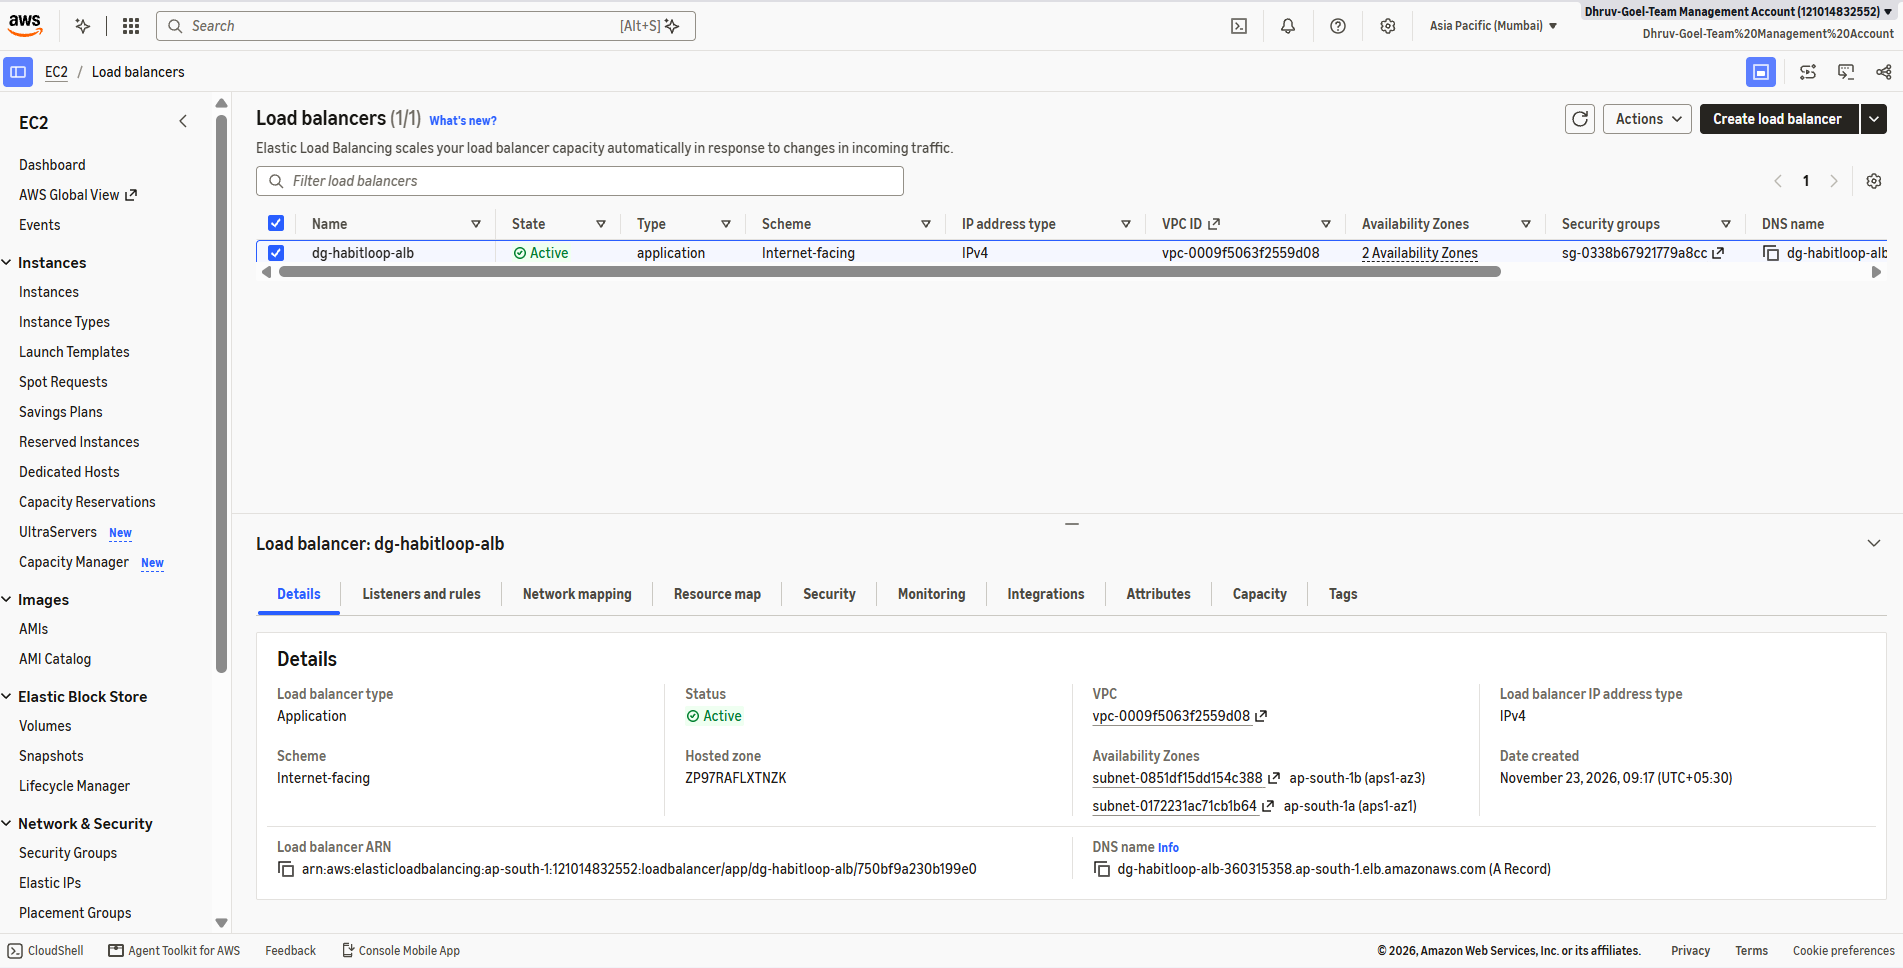 aws
Search
[Alt+S]
Asia Pacific (Mumbai)
Dhruv-Goel-Team Management Account (121014832552)
Dhruv-Goel-Team%20Management%20Account
EC2 / Load balancers
EC2
Dashboard
AWS Global View
Events
Instances
Instances
Instance Types
Launch Templates
Spot Requests
Savings Plans
Reserved Instances
Dedicated Hosts
Capacity Reservations
UltraServers New
Capacity Manager New
Images
AMIs
AMI Catalog
Elastic Block Store
Volumes
Snapshots
Lifecycle Manager
Network & Security
Security Groups
Elastic IPs
Placement Groups
Load balancers (1/1) What's new?
Actions
Create load balancer
Elastic Load Balancing scales your load balancer capacity automatically in response to changes in incoming traffic.
Filter load balancers
1
Name State Type Scheme IP address type VPC ID Availability Zones Security groups DNS name
dg-habitloop-alb Active application Internet-facing IPv4 vpc-0009f5063f2559d08 2 Availability Zones sg-0338b67921779a8cc dg-habitloop-alb
Load balancer: dg-habitloop-alb
Details Listeners and rules Network mapping Resource map Security Monitoring Integrations Attributes Capacity Tags
Details
Load balancer type
Application
Status
Active
VPC
vpc-0009f5063f2559d08
Load balancer IP address type
IPv4
Scheme
Internet-facing
Hosted zone
ZP97RAFLXTNZK
Availability Zones
subnet-0851df15dd154c388 ap-south-1b (aps1-az3)
subnet-0172231ac71cb1b64 ap-south-1a (aps1-az1)
Date created
November 23, 2026, 09:17 (UTC+05:30)
Load balancer ARN
arn:aws:elasticloadbalancing:ap-south-1:121014832552:loadbalancer/app/dg-habitloop-alb/750bf9a230b199e0
DNS name Info
dg-habitloop-alb-360315358.ap-south-1.elb.amazonaws.com (A Record)
CloudShell Agent Toolkit for AWS Feedback Console Mobile App
© 2026, Amazon Web Services, Inc. or its affiliates. Privacy Terms Cookie preferences